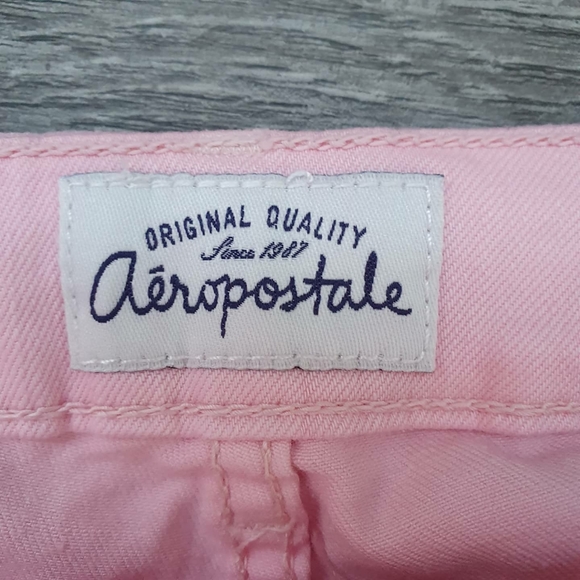 ORIGINAL QUALITY
Since 1987
Aéropostale